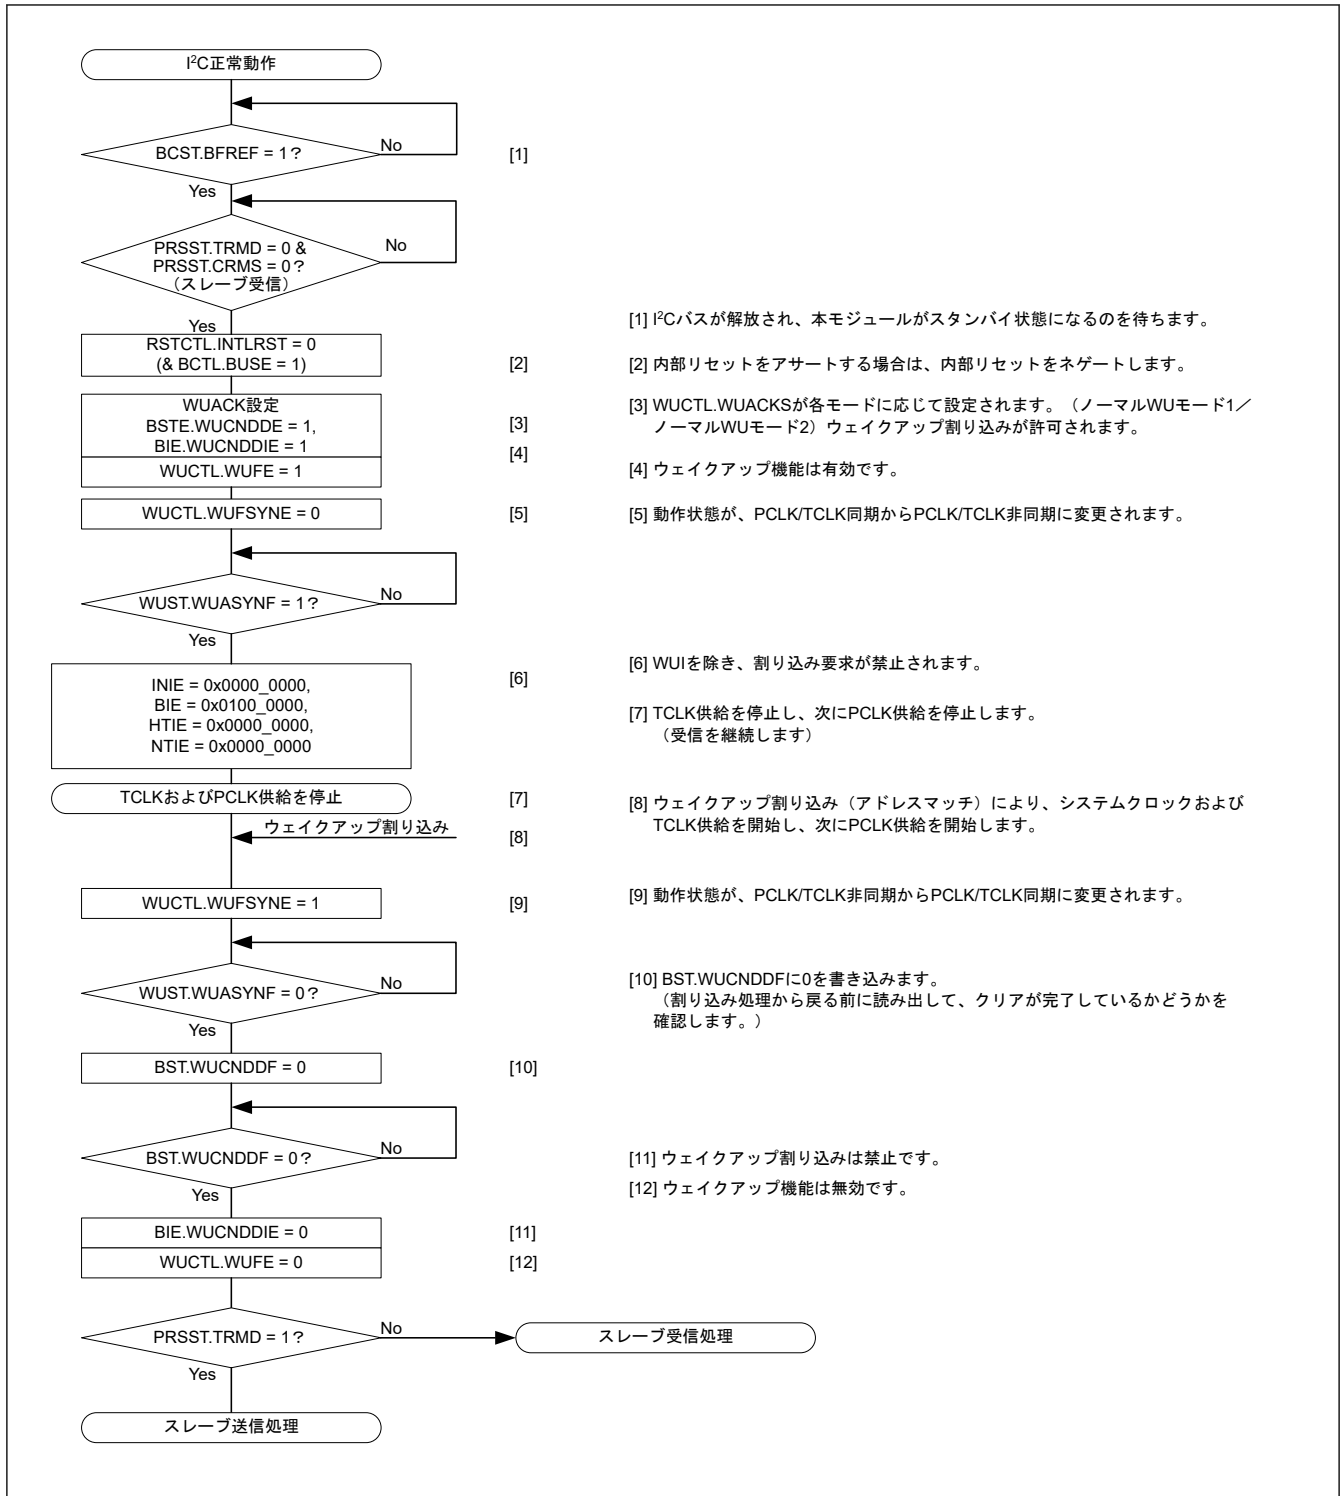 I²C正常動作
BCST.BFREF = 1？
No
[1]
Yes
PRSST.TRMD = 0 &
PRSST.CRMS = 0？
（スレーブ受信）
No
Yes
[1] I²Cバスが解放され、本モジュールがスタンバイ状態になるのを待ちます。
RSTCTL.INTLRST = 0
(& BCTL.BUSE = 1)
[2]
[2] 内部リセットをアサートする場合は、内部リセットをネゲートします。
WUACK設定
BSTE.WUCNDDE = 1,
BIE.WUCNDDIE = 1
[3]
[3] WUCTL.WUACKSが各モードに応じて設定されます。（ノーマルWUモード1／
ノーマルWUモード2）ウェイクアップ割り込みが許可されます。
WUCTL.WUFE = 1
[4]
[4] ウェイクアップ機能は有効です。
WUCTL.WUFSYNE = 0
[5]
[5] 動作状態が、PCLK/TCLK同期からPCLK/TCLK非同期に変更されます。
WUST.WUASYNF = 1？
No
Yes
INIE = 0x0000_0000,
BIE = 0x0100_0000,
HTIE = 0x0000_0000,
NTIE = 0x0000_0000
[6]
[6] WUIを除き、割り込み要求が禁止されます。
[7] TCLK供給を停止し、次にPCLK供給を停止します。
（受信を継続します）
TCLKおよびPCLK供給を停止
[7]
ウェイクアップ割り込み
[8]
[8] ウェイクアップ割り込み（アドレスマッチ）により、システムクロックおよび
TCLK供給を開始し、次にPCLK供給を開始します。
WUCTL.WUFSYNE = 1
[9]
[9] 動作状態が、PCLK/TCLK非同期からPCLK/TCLK同期に変更されます。
WUST.WUASYNF = 0？
No
Yes
[10] BST.WUCNDDFに0を書き込みます。
（割り込み処理から戻る前に読み出して、クリアが完了しているかどうかを
確認します。）
BST.WUCNDDF = 0
[10]
BST.WUCNDDF = 0？
No
Yes
[11] ウェイクアップ割り込みは禁止です。
[12] ウェイクアップ機能は無効です。
BIE.WUCNDDIE = 0
[11]
WUCTL.WUFE = 0
[12]
PRSST.TRMD = 1？
No
スレーブ受信処理
Yes
スレーブ送信処理